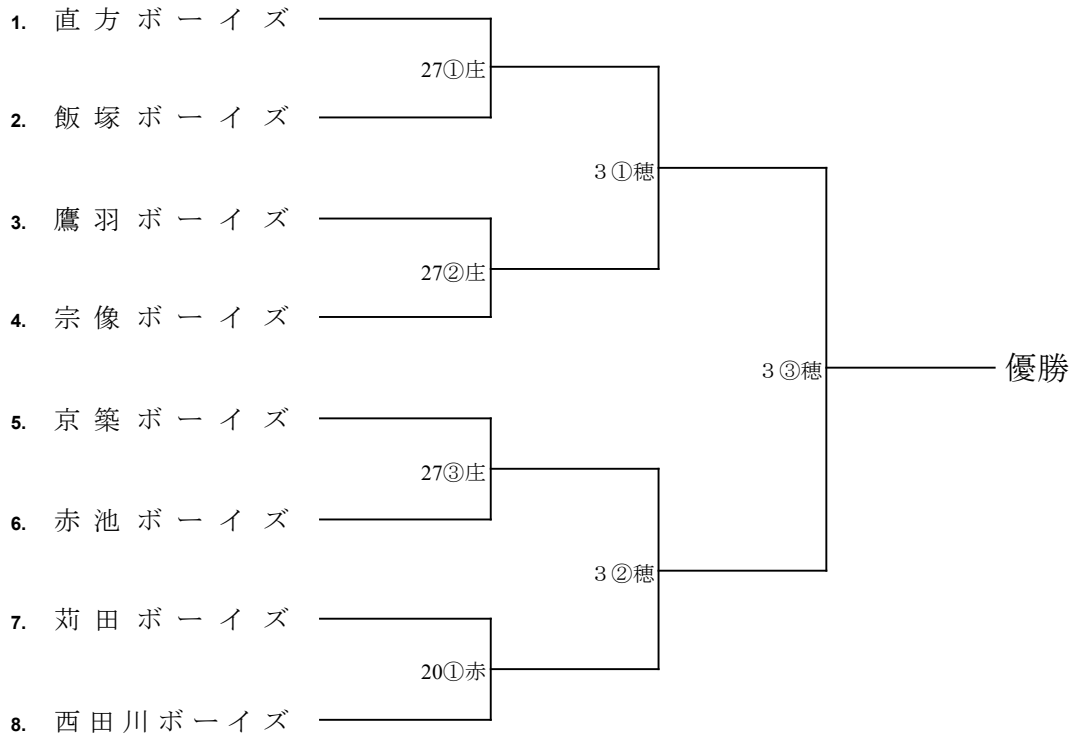 1. 直方ボーイズ
27①庄
2. 飯塚ボーイズ
3①穂
3. 鷹羽ボーイズ
27②庄
4. 宗像ボーイズ
3③穂
優勝
5. 京築ボーイズ
27③庄
6. 赤池ボーイズ
3②穂
7. 苅田ボーイズ
20①赤
8. 西田川ボーイズ